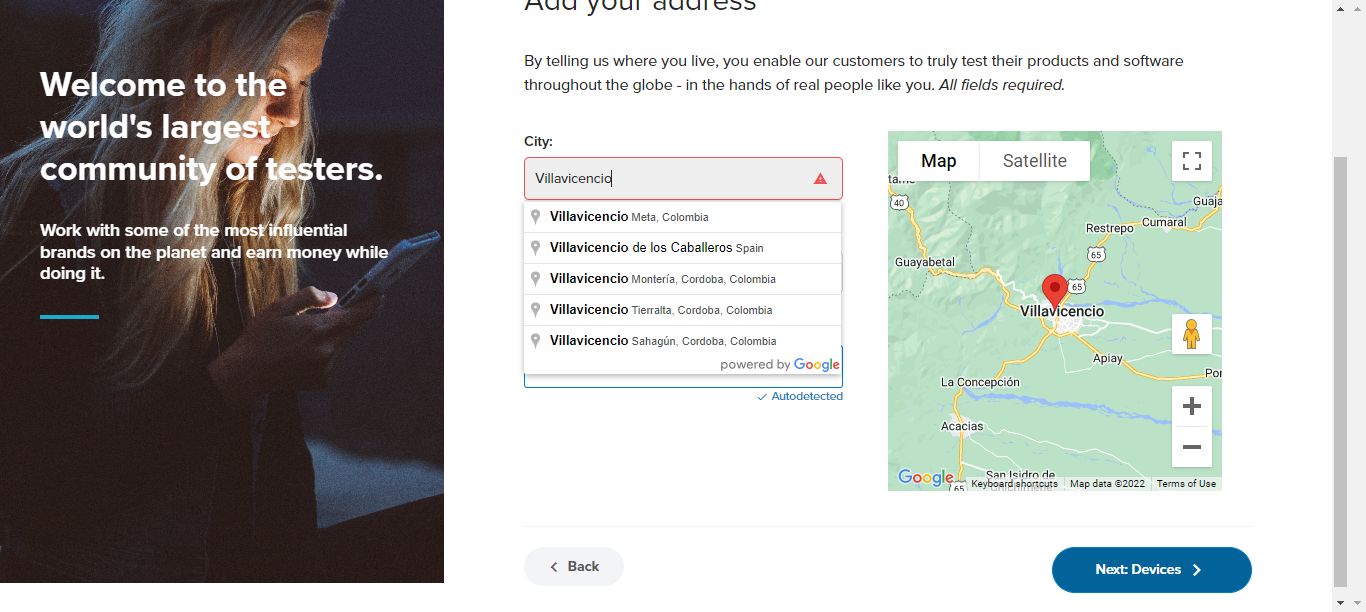 Add your address
Welcome to the
world's largest
community of testers.
Work with some of the most influential
brands on the planet and earn money while
doing it.
By telling us where you live, you enable our customers to truly test their products and software
throughout the globe - in the hands of real people like you. All fields required.
City:
Villavicencio
Villavicencio Meta, Colombia
Villavicencio de los Caballeros Spain
Villavicencio Montería, Cordoba, Colombia
Villavicencio Tierralta, Cordoba, Colombia
Villavicencio Sahagún, Cordoba, Colombia
powered by Google
Autodetected
Map
Satellite
40
Guaja
Cumaral
Restrepo
65
Guayabetal
65
Villavicencio
Apiay
Por
La Concepción
Acacias
San Isidro de
Chichimene
65
Google
Keyboard shortcuts
Map data ©2022
Terms of Use
Back
Next: Devices